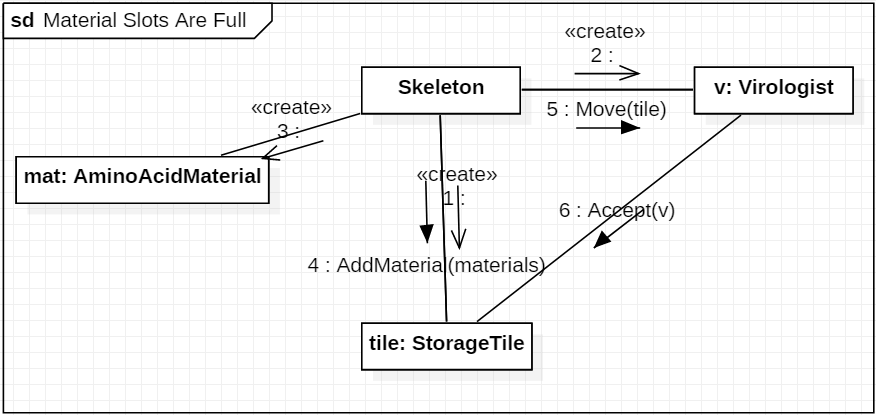 sd Material Slots Are Full
«create»
2 :
Skeleton
v: Virologist
5 : Move(tile)
«create»
3 :
mat: AminoAcidMaterial
«create»
1 :
6 : Accept(v)
4 : AddMaterial(materials)
tile: StorageTile